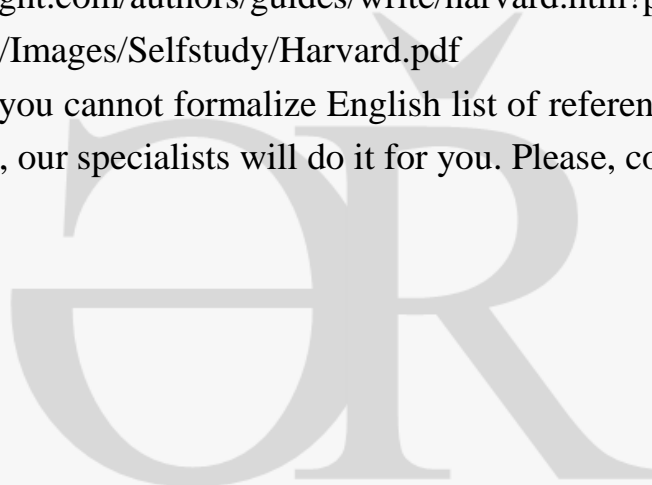 ght.com/authors/guides/write/harvard.htm?p
/Images/Selfstudy/Harvard.pdf
you cannot formalize English list of referen
, our specialists will do it for you. Please, co
ƏŘ